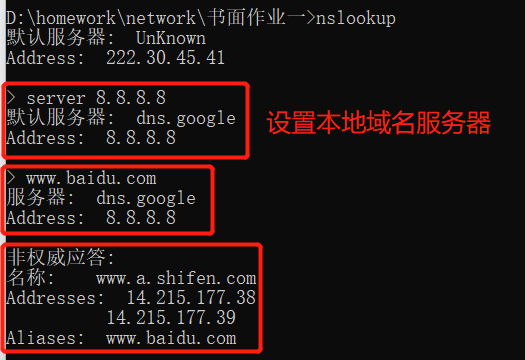 D:\homework\network\书面作业一>nslookup
默认服务器:  UnKnown
Address:  222.30.45.41
> server 8.8.8.8
默认服务器:  dns.google
Address:  8.8.8.8
设置本地域名服务器
> www.baidu.com
服务器:  dns.google
Address:  8.8.8.8
非权威应答:
名称:    www.a.shifen.com
Addresses:  14.215.177.38
14.215.177.39
Aliases:  www.baidu.com